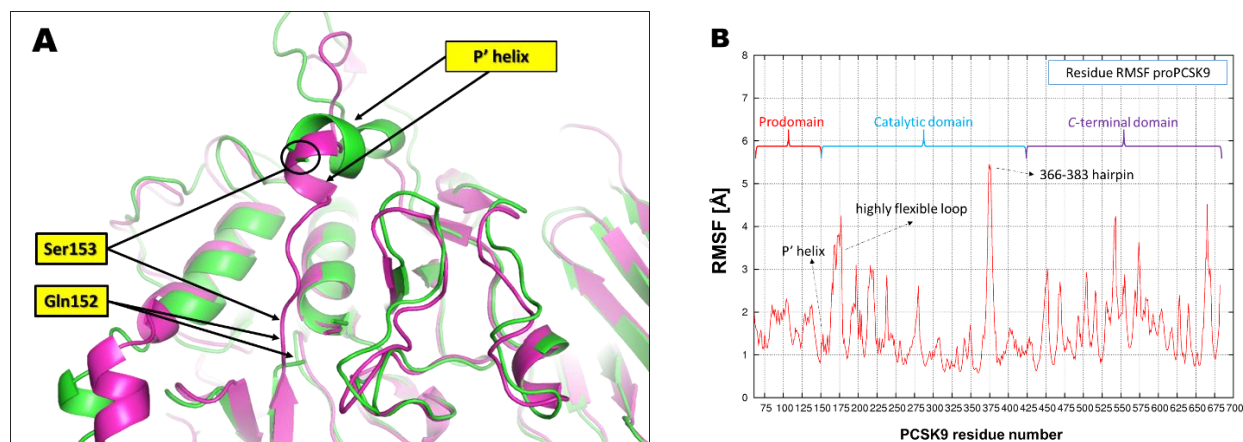 A
P' helix
Ser153
Gln152
B
Residue RMSF proPCSK9
Prodomain
Catalytic domain
C-terminal domain
366-383 hairpin
highly flexible loop
P' helix
RMSF [Å]
8
7
6
5
4
3
2
1
0
75 100 125 150 175 200 225 250 275 300 325 350 375 400 425 450 475 500 525 550 575 600 625 650 675 700
PCSK9 residue number